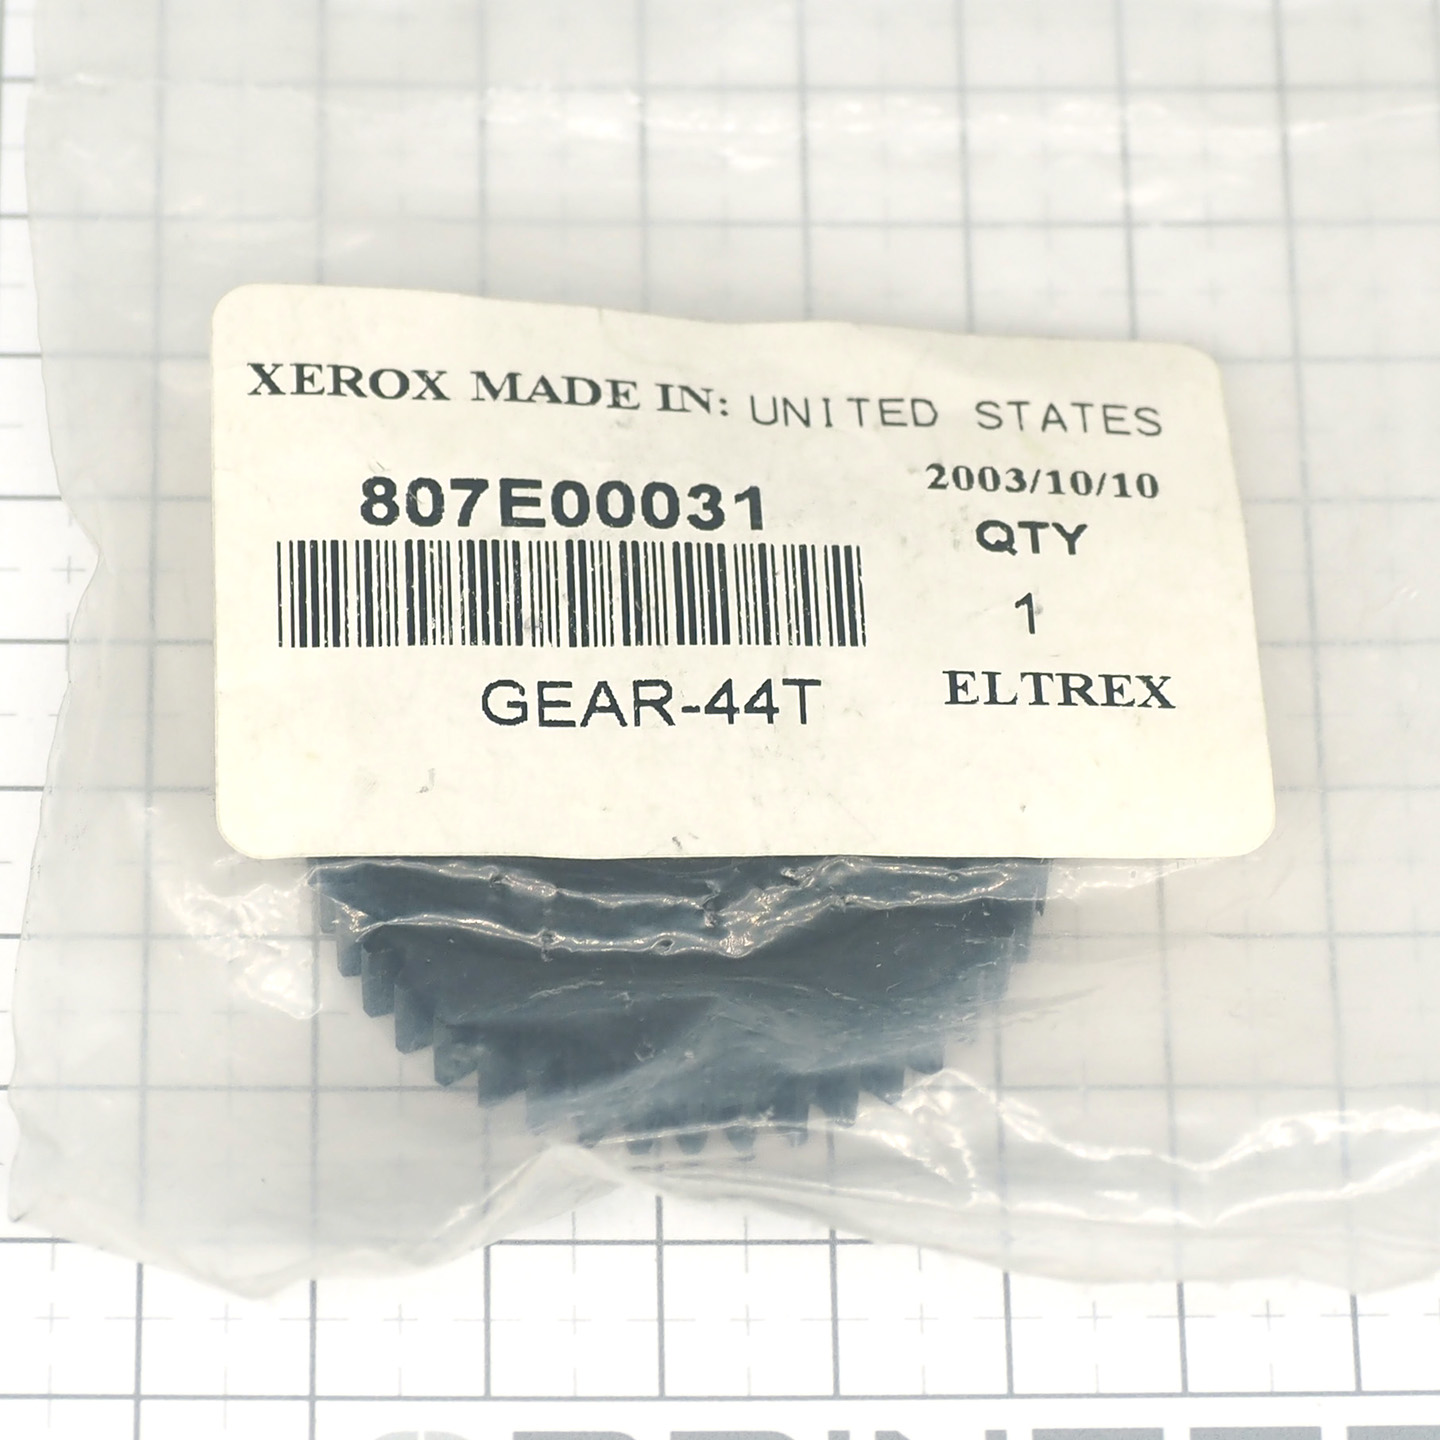 XEROX MADE IN: UNITED STATES
2003/10/10
807E00031
QTY
1
GEAR-44T
ELTREX